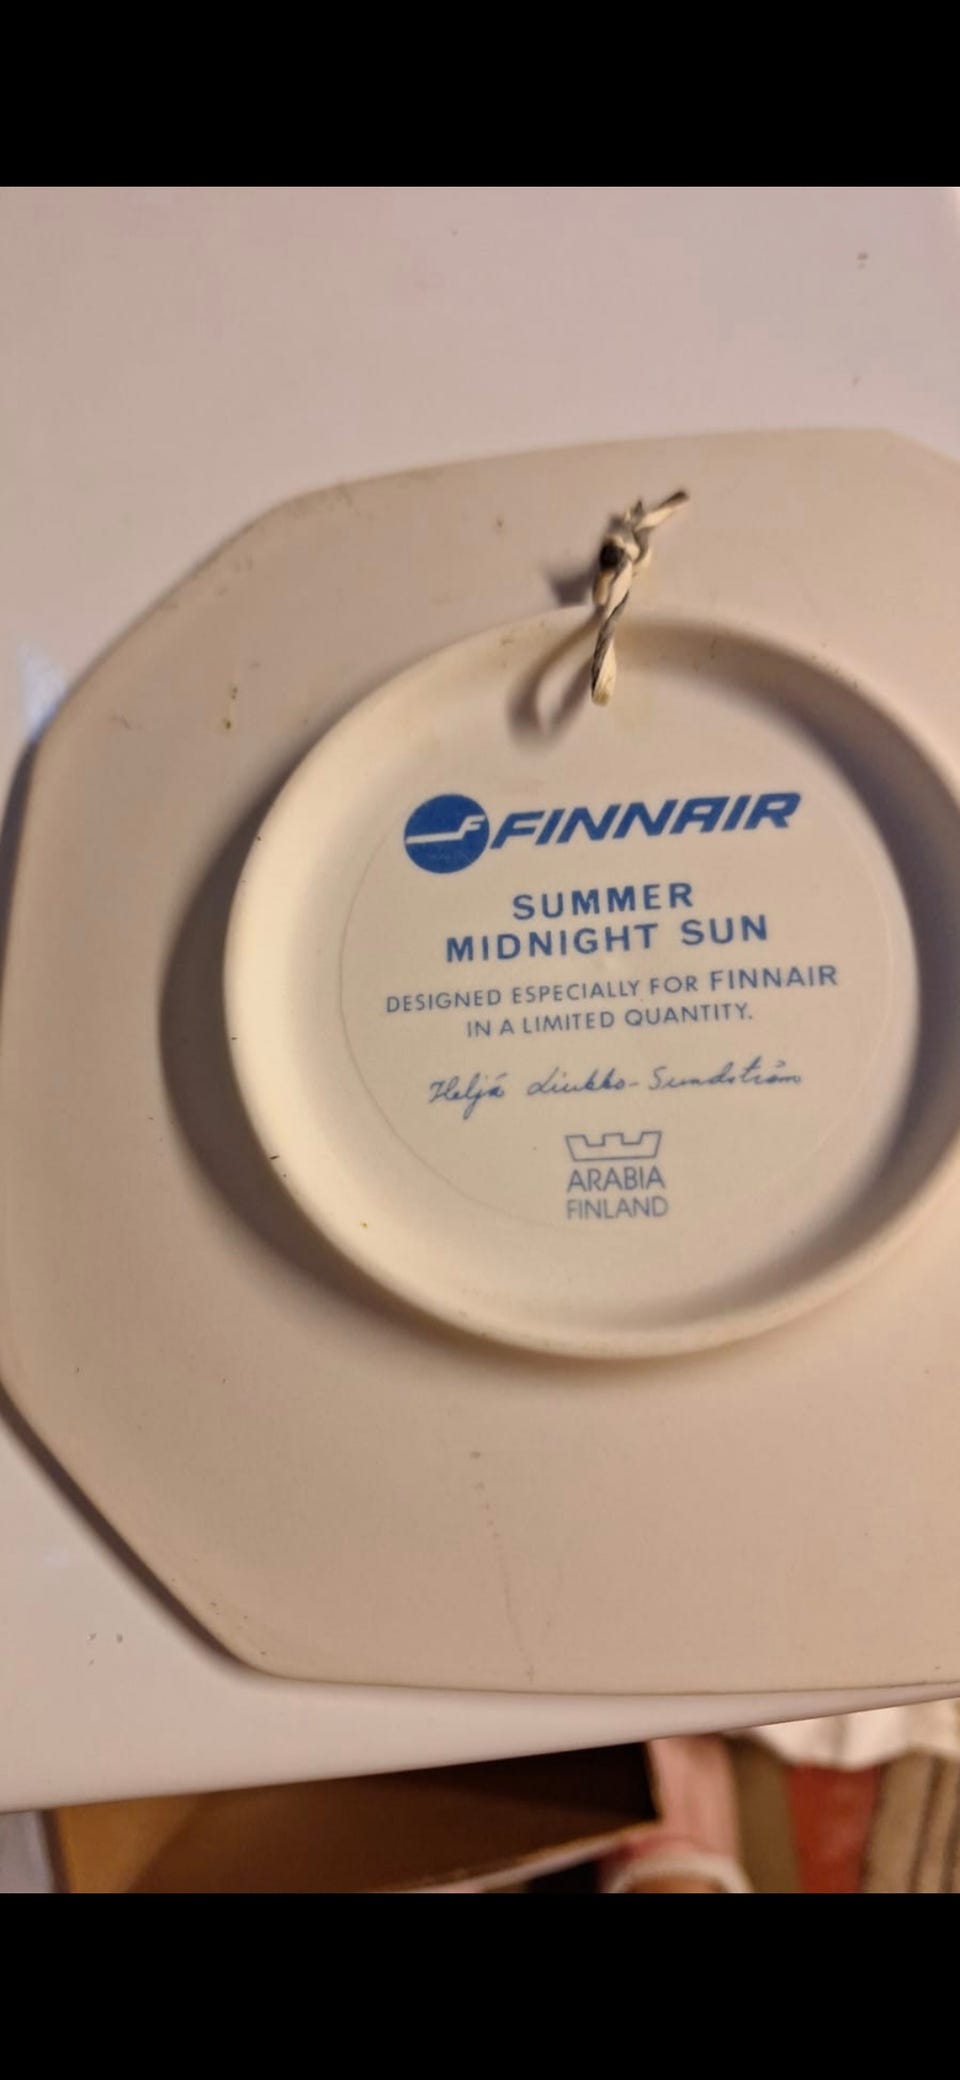 FINNAIR
SUMMER
MIDNIGHT SUN
DESIGNED ESPECIALLY FOR FINNAIR
IN A LIMITED QUANTITY.
Heljä Liukko-Sundström
ARABIA
FINLAND